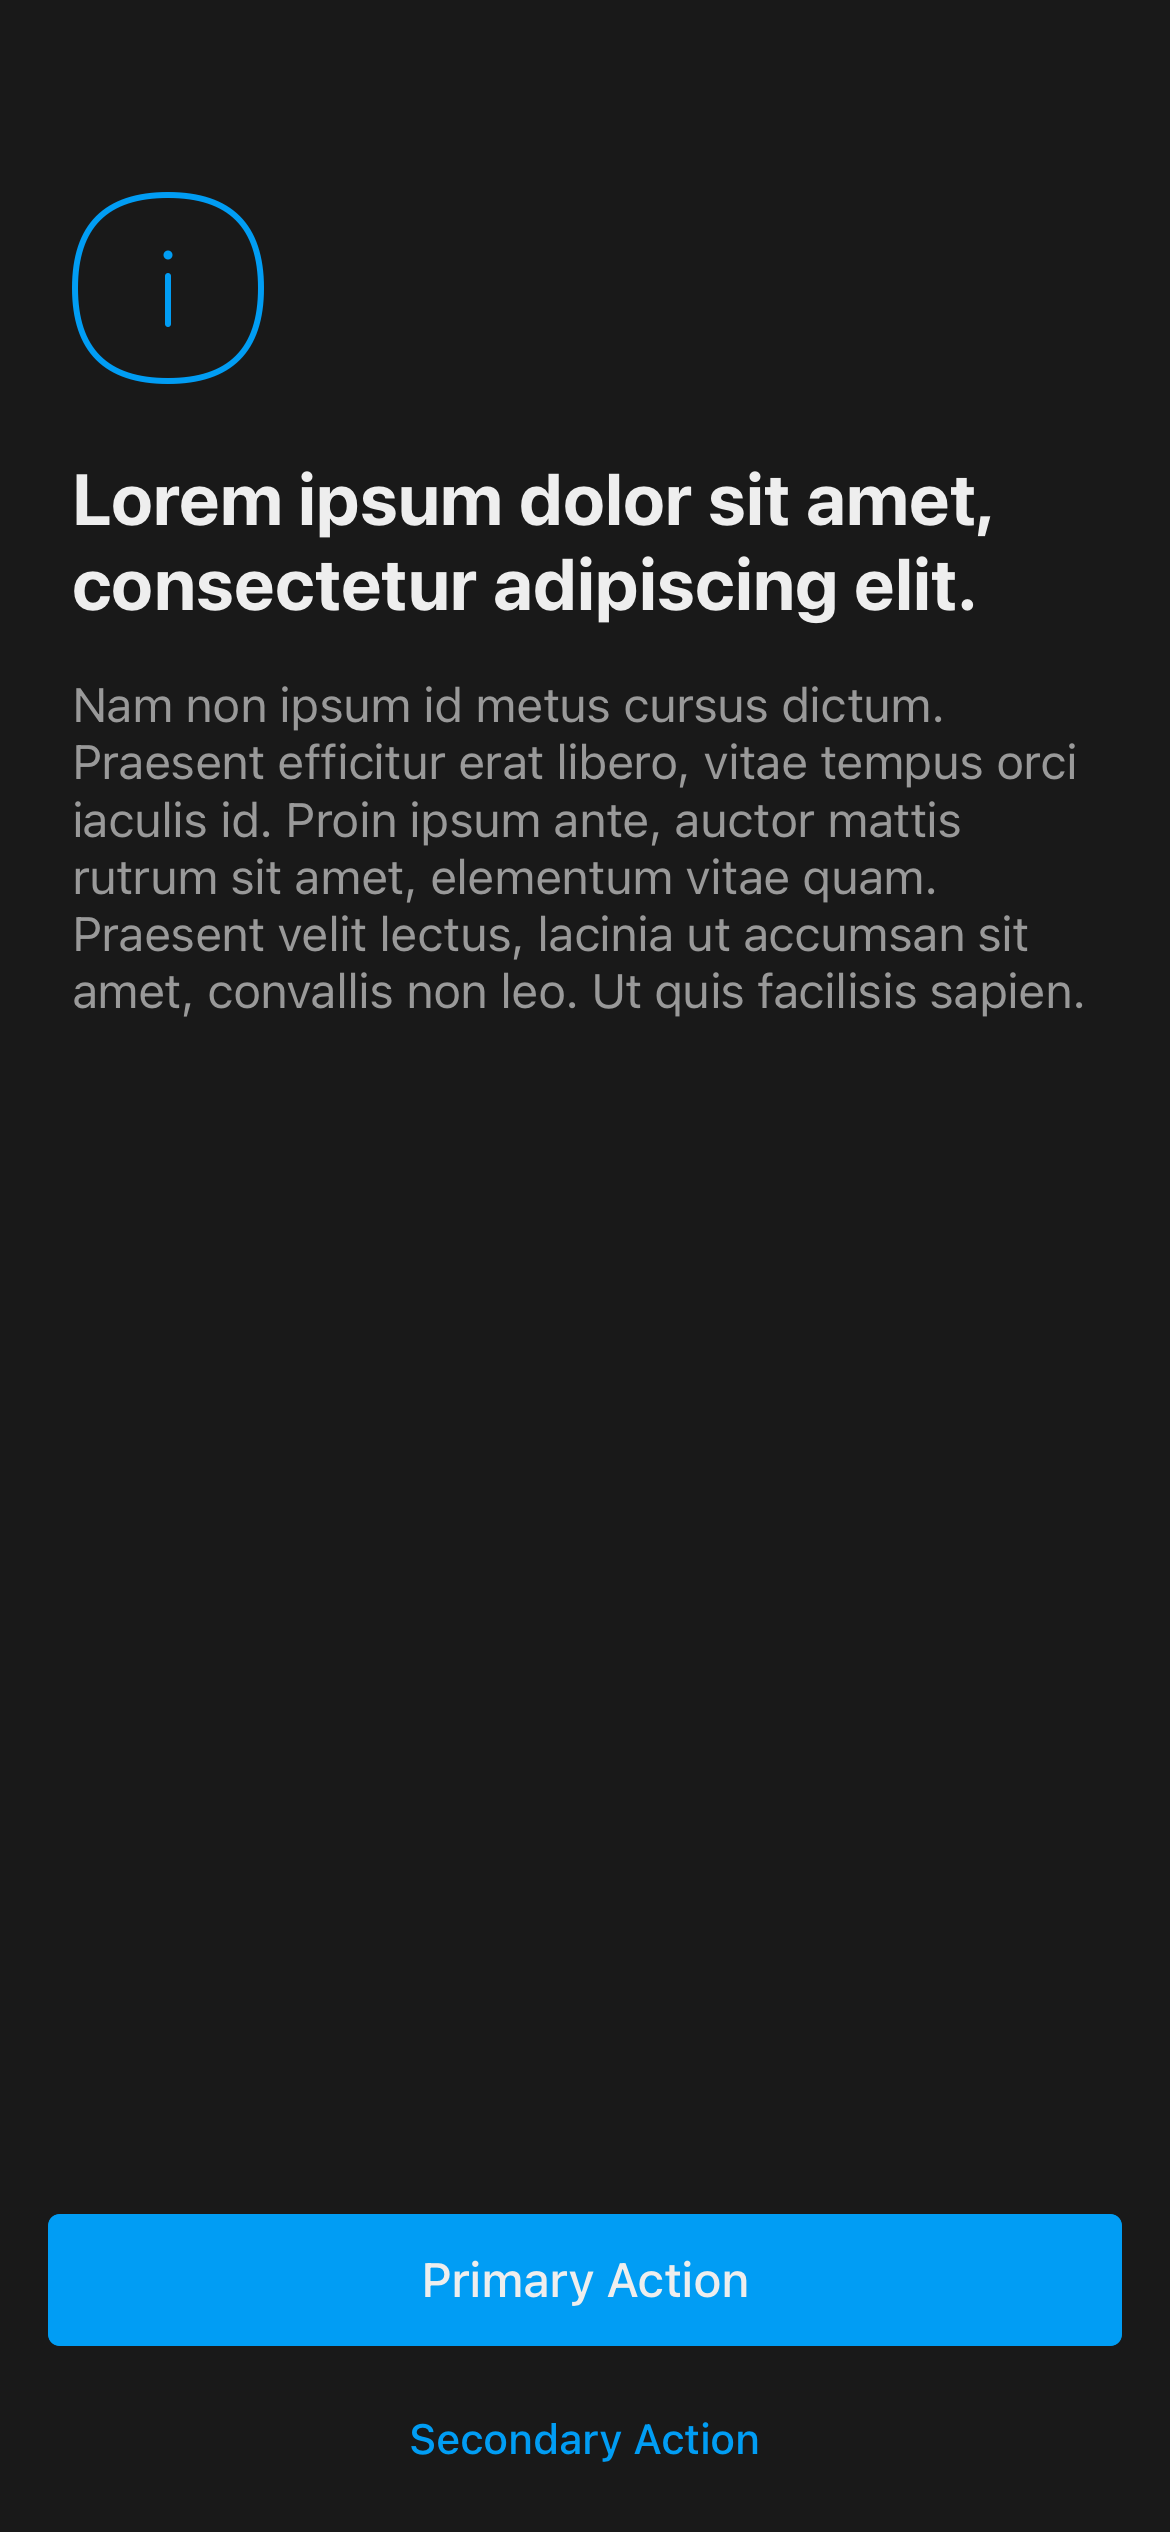 Lorem ipsum dolor sit amet,
consectetur adipiscing elit.
Nam non ipsum id metus cursus dictum.
Praesent efficitur erat libero, vitae tempus orci
iaculis id. Proin ipsum ante, auctor mattis
rutrum sit amet, elementum vitae quam.
Praesent velit lectus, lacinia ut accumsan sit
amet, convallis non leo. Ut quis facilisis sapien.
Primary Action
Secondary Action